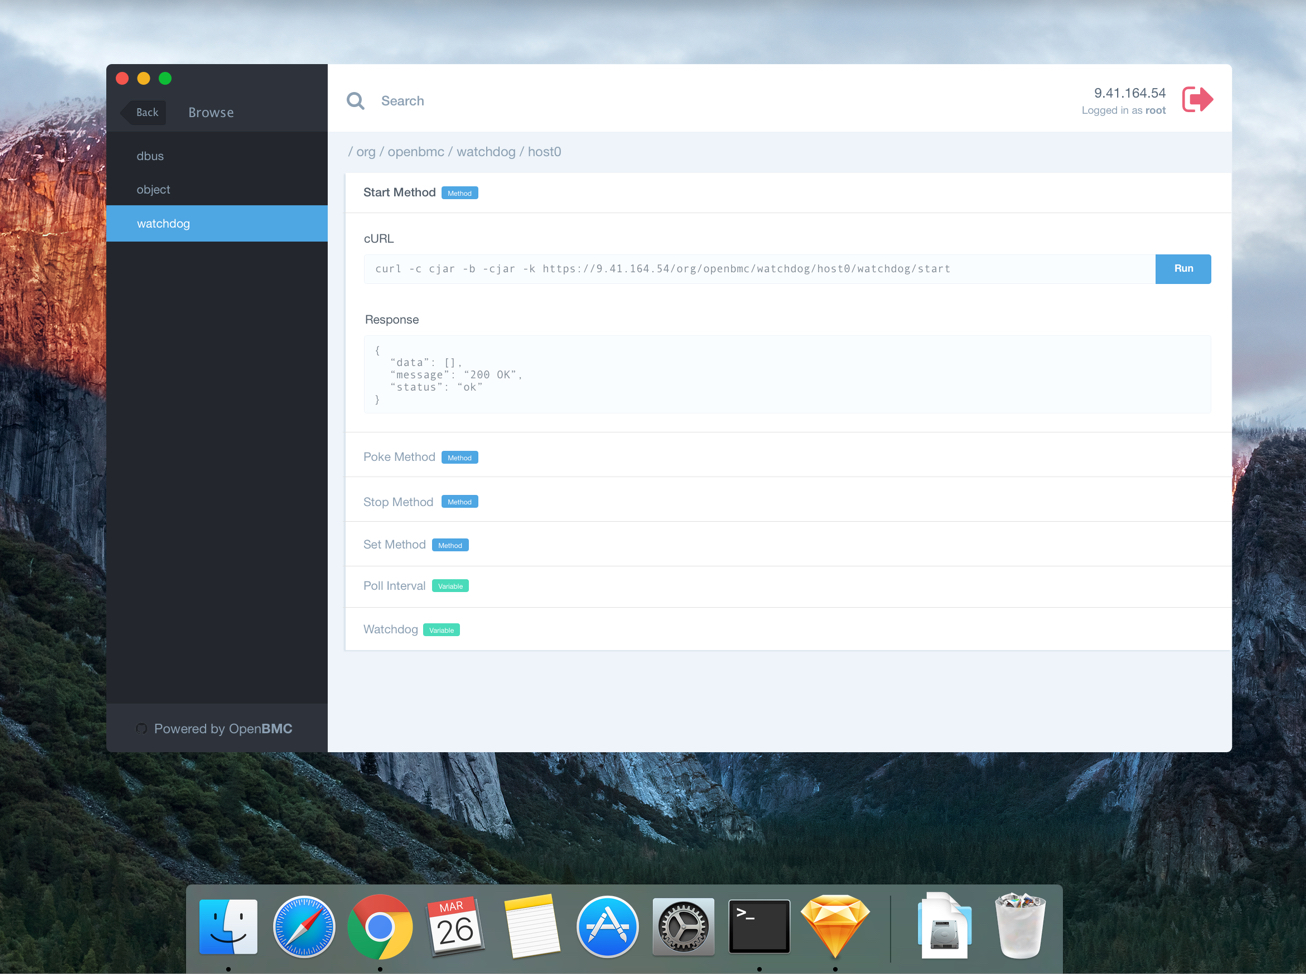 Back
Browse
Search
9.41.164.54
Logged in as root
dbus
object
watchdog
/ org / openbmc / watchdog / host0
Start Method Method
cURL
curl -c cjar -b -cjar -k https://9.41.164.54/org/openbmc/watchdog/host0/watchdog/start
Run
Response
{
“data”: [],
“message”: “200 OK”,
“status”: “ok”
}
Poke Method Method
Stop Method Method
Set Method Method
Poll Interval Variable
Watchdog Variable
Powered by OpenBMC
MAR
26
>_